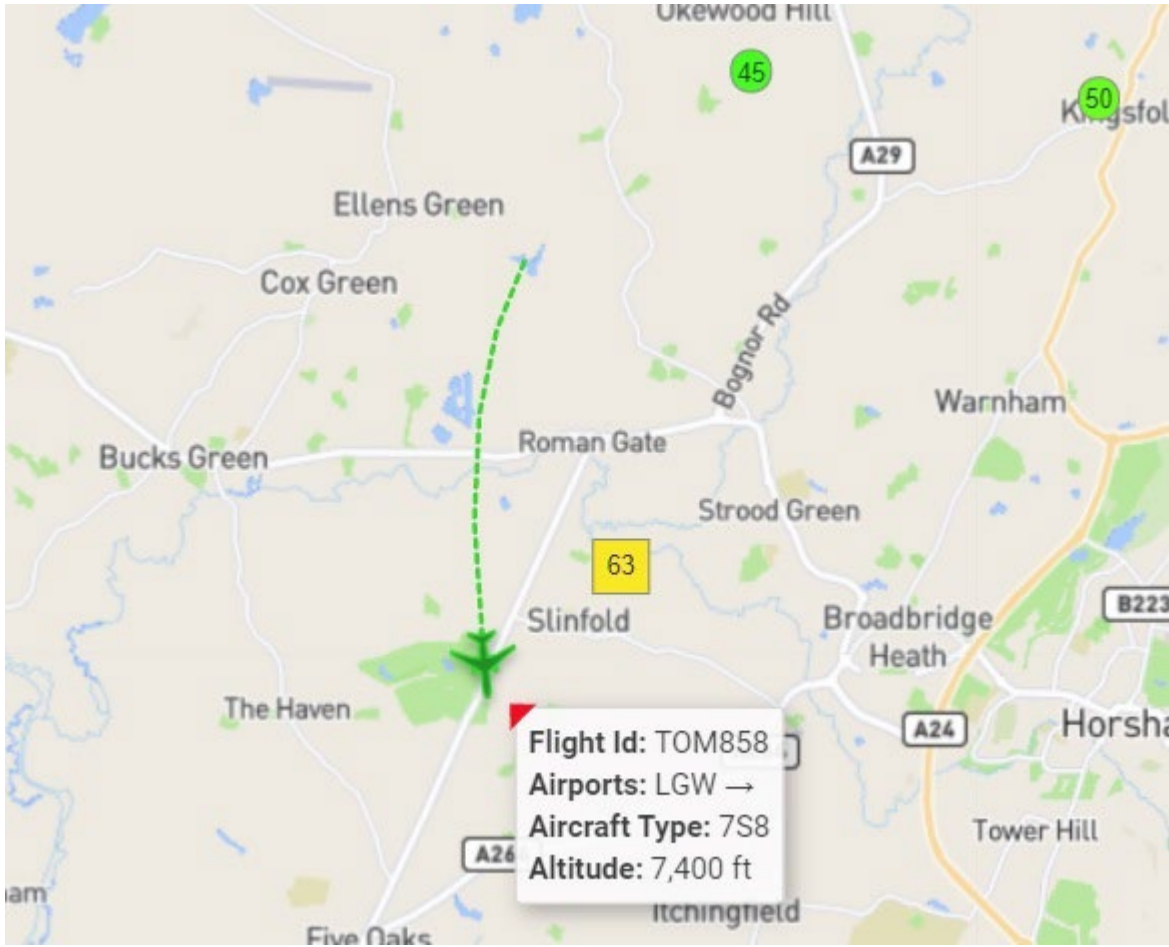 Okewood Hill
45
50
Kingsfol
A29
Ellens Green
Cox Green
Bognor Rd
Warnham
Roman Gate
Bucks Green
Strood Green
63
B223
Slinfold
Broadbridge
Heath
The Haven
Horsha
A24
Flight Id: TOM858
Airports: LGW →
Aircraft Type: 7S8
Altitude: 7,400 ft
Tower Hill
A26
am
Itchingfield
Five Oaks